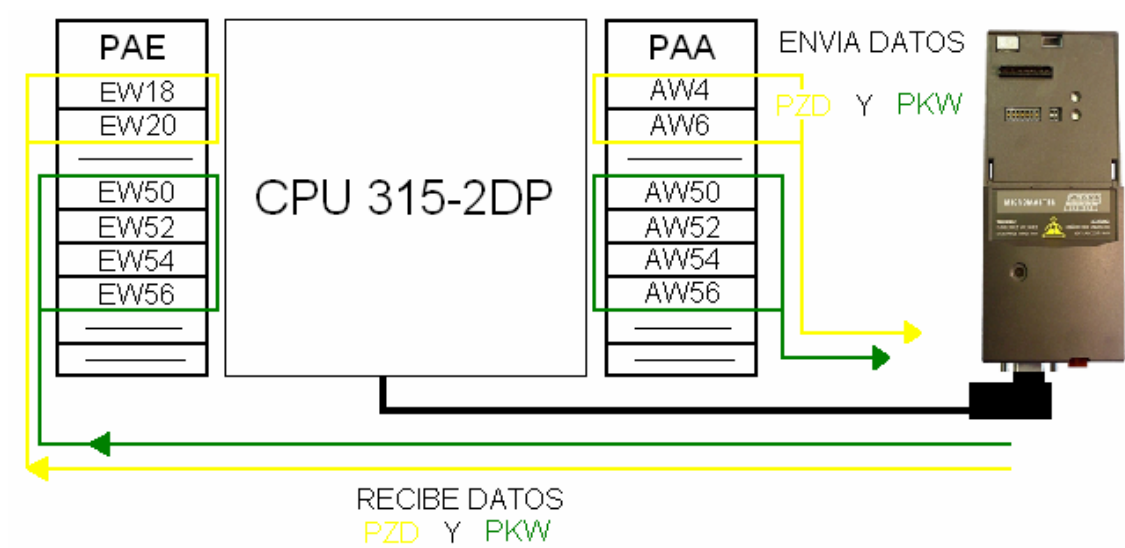 PAE
EW18
EW20
EW50
EW52
EW54
EW56
CPU 315-2DP
PAA
AW4
AW6
AW50
AW52
AW54
AW56
ENVIA DATOS
PZD Y PKW
RECIBE DATOS
PZD Y PKW